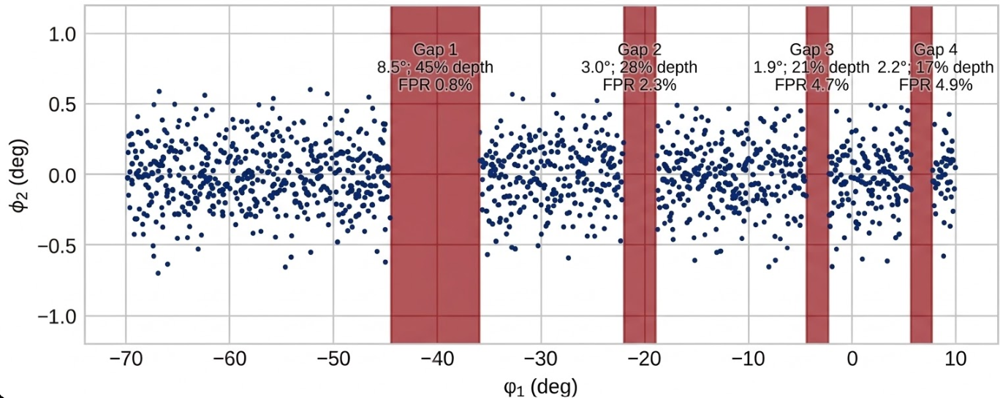 1.0
0.5
0.0
−0.5
−1.0
ϕ₂ (deg)
Gap 1
8.5°; 45% depth
FPR 0.8%
Gap 2
3.0°; 28% depth
FPR 2.3%
Gap 3
1.9°; 21% depth
FPR 4.7%
Gap 4
2.2°; 17% depth
FPR 4.9%
−70 −60 −50 −40 −30 −20 −10 0 10
φ₁ (deg)